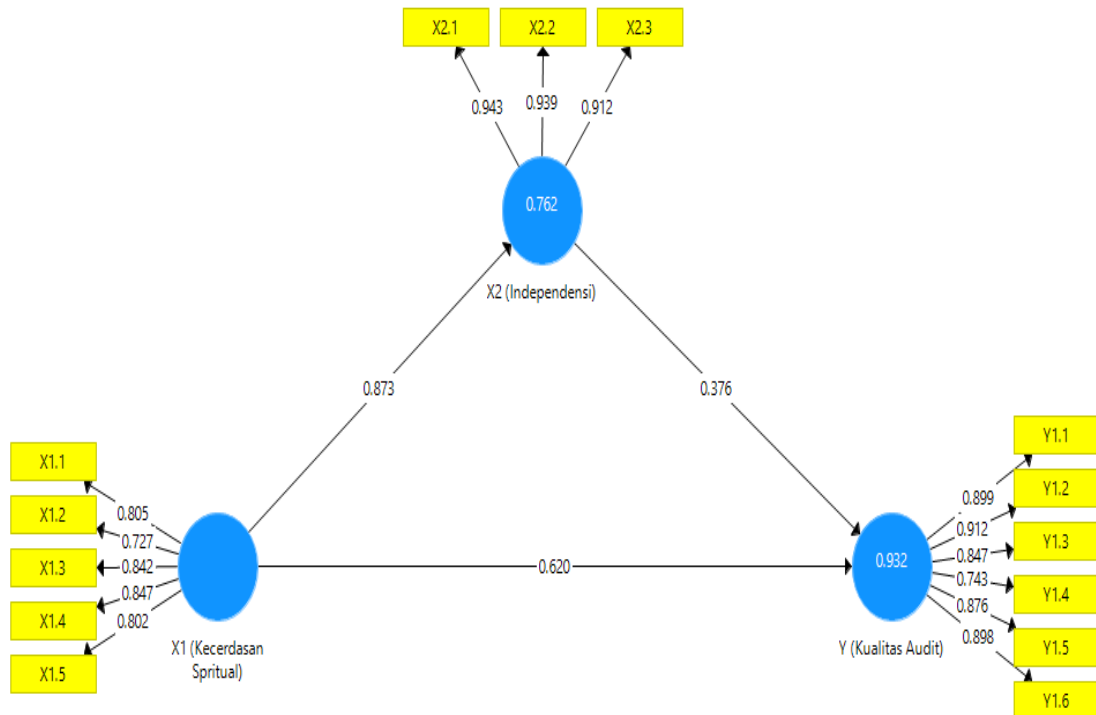 X2.1 X2.2 X2.3
0.943 0.939 0.912
0.762
X2 (Independensi)
0.873
0.376
X1.1
X1.2
X1.3
X1.4
X1.5
0.805
0.727
0.842
0.847
0.802
X1 (Kecerdasan
Spritual)
0.620
0.932
Y (Kualitas Audit)
0.899
0.912
0.847
0.743
0.876
0.898
Y1.1
Y1.2
Y1.3
Y1.4
Y1.5
Y1.6